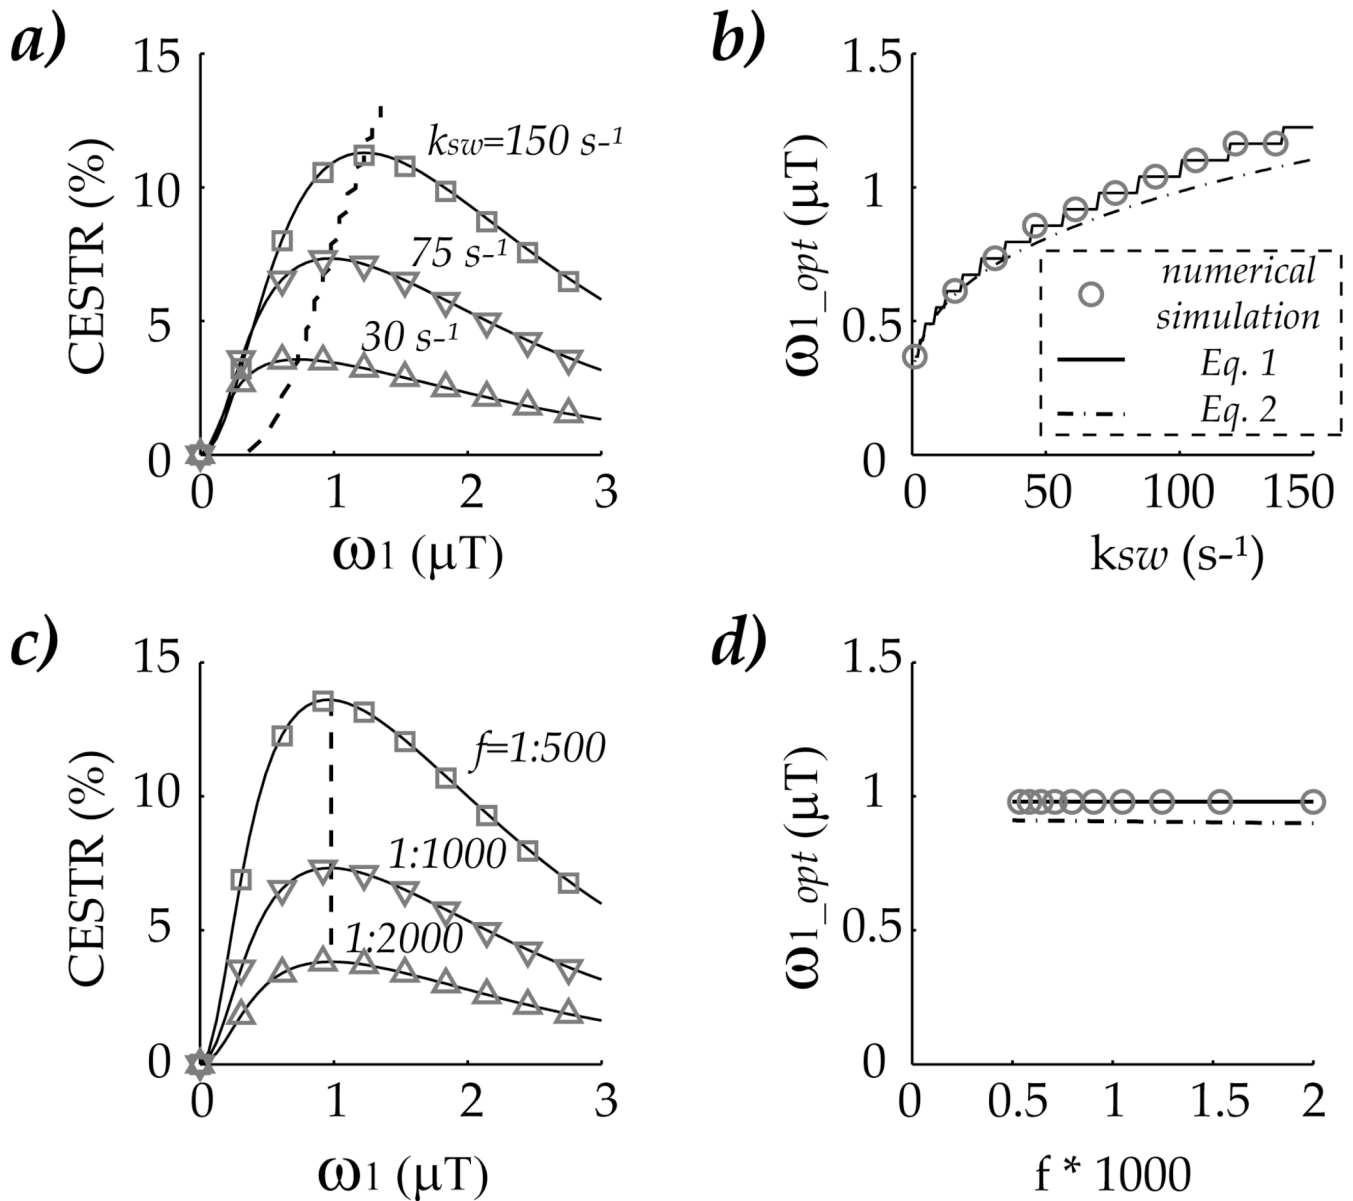 a)
15
10
5
0
CESTR (%)
ksw=150 s-1
75 s-1
30 s-1
0 1 2 3
ω1 (μT)
b)
1.5
1
0.5
0
ω1_opt (μT)
numerical
simulation
Eq. 1
Eq. 2
0 50 100 150
ksw (s-1)
c)
15
10
5
0
CESTR (%)
f=1:500
1:1000
1:2000
0 1 2 3
ω1 (μT)
d)
1.5
1
0.5
0
ω1_opt (μT)
0 0.5 1 1.5 2
f * 1000